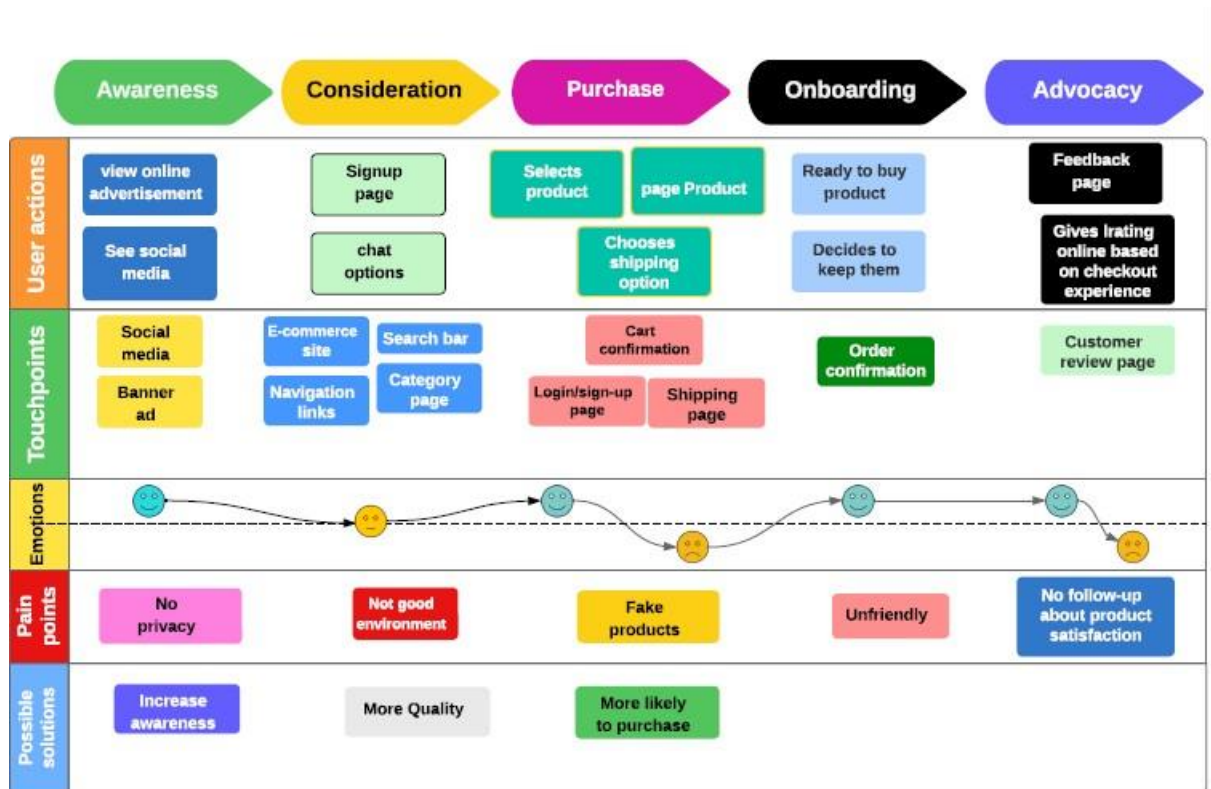 Awareness
Consideration
Purchase
Onboarding
Advocacy
User actions
view online
advertisement
See social
media
Signup
page
chat
options
Selects
product
page Product
Chooses
shipping
option
Ready to buy
product
Decides to
keep them
Feedback
page
Gives lrating
online based
on checkout
experience
Touchpoints
Social
media
Banner
ad
E-commerce
site
Search bar
Navigation
links
Category
page
Cart
confirmation
Login/sign-up
page
Shipping
page
Order
confirmation
Customer
review page
Emotions
Pain
points
No
privacy
Not good
environment
Fake
products
Unfriendly
No follow-up
about product
satisfaction
Possible
solutions
Increase
awareness
More Quality
More likely
to purchase